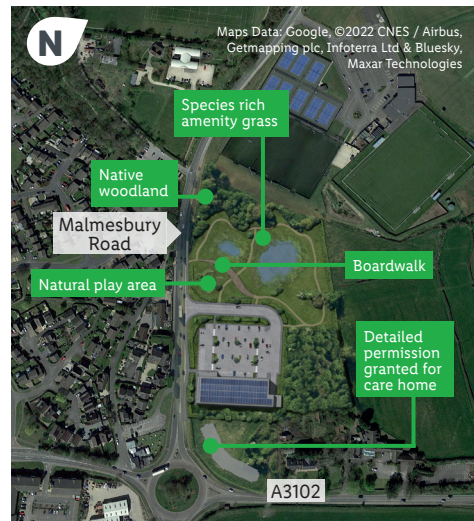 N
Maps Data: Google, ©2022 CNES / Airbus,
Getmapping plc, Infoterra Ltd & Bluesky,
Maxar Technologies
Species rich
amenity grass
Native
woodland
Malmesbury
Road
Boardwalk
Natural play area
Detailed
permission
granted for
care home
A3102